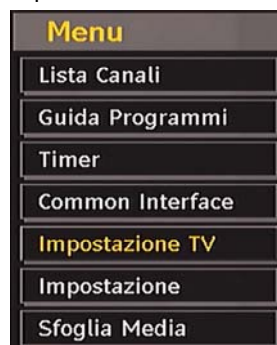 Menu
Lista Canali
Guida Programmi
Timer
Common Interface
Impostazione TV
Impostazione
Sfoglia Media